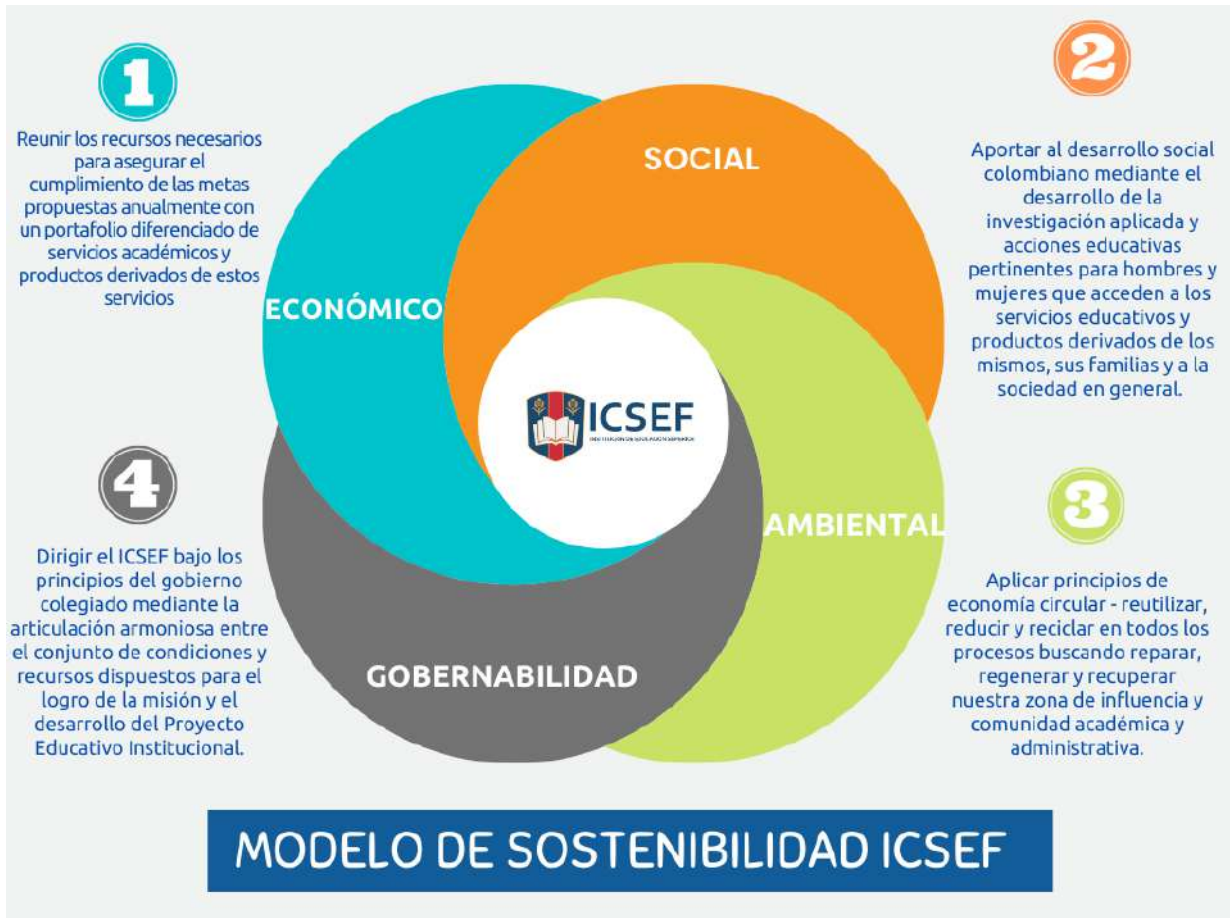 1
Reunir los recursos necesarios
para asegurar el
cumplimiento de las metas
propuestas anualmente con
un portafolio diferenciado de
servicios académicos y
productos derivados de estos
servicios
ECONÓMICO
SOCIAL
2
Aportar al desarrollo social
colombiano mediante el
desarrollo de la
investigación aplicada y
acciones educativas
pertinentes para hombres y
mujeres que acceden a los
servicios educativos y
productos derivados de los
mismos, sus familias y a la
sociedad en general.
ICSEF
INSTITUCIÓN DE EDUCACIÓN SUPERIOR
4
Dirigir el ICSEF bajo los
principios del gobierno
colegiado mediante la
articulación armoniosa entre
el conjunto de condiciones y
recursos dispuestos para el
logro de la misión y el
desarrollo del Proyecto
Educativo Institucional.
GOBERNABILIDAD
AMBIENTAL
3
Aplicar principios de
economía circular - reutilizar,
reducir y reciclar en todos los
procesos buscando reparar,
regenerar y recuperar
nuestra zona de influencia y
comunidad académica y
administrativa.
MODELO DE SOSTENIBILIDAD ICSEF